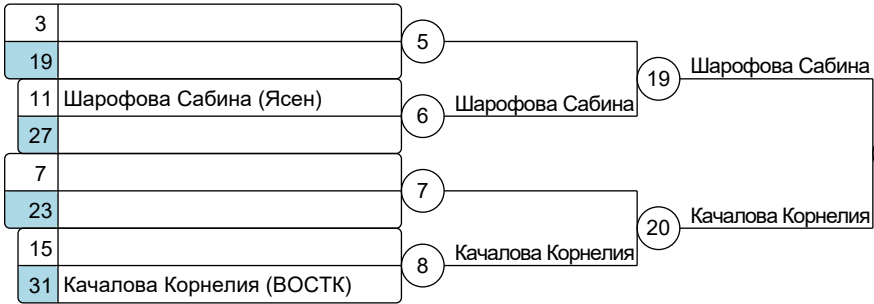 3
5
19
19 Шарофова Сабина
11 Шарофова Сабина (Ясен)
6 Шарофова Сабина
27
7
7
23
20 Качалова Корнелия
15
8 Качалова Корнелия
31 Качалова Корнелия (ВОСТК)